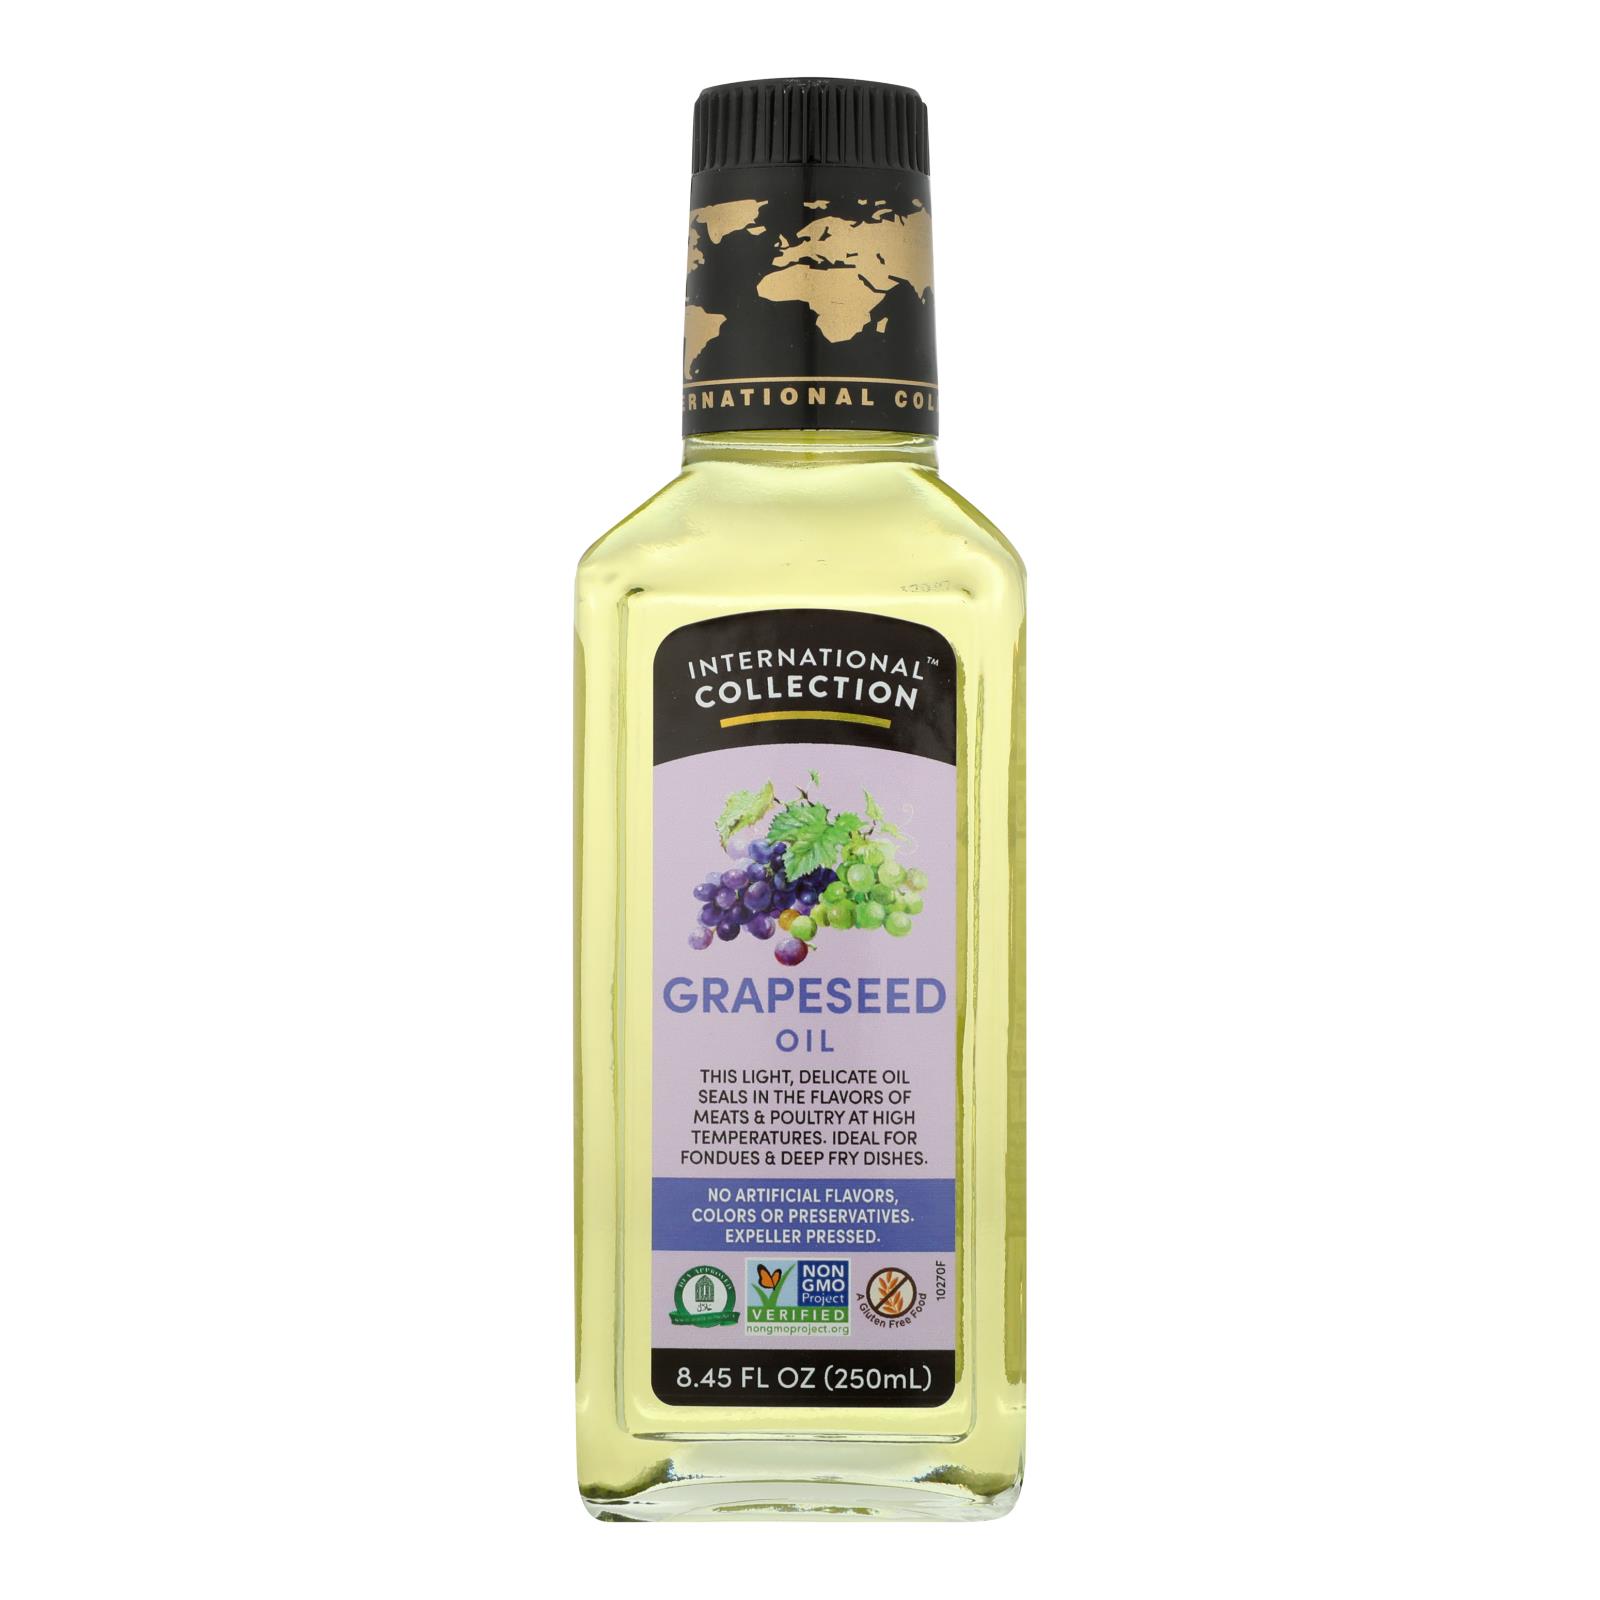 ERNATIONAL COL
INTERNATIONAL™
COLLECTION
GRAPESEED
OIL
THIS LIGHT, DELICATE OIL
SEALS IN THE FLAVORS OF
MEATS & POULTRY AT HIGH
TEMPERATURES. IDEAL FOR
FONDUES & DEEP FRY DISHES.
NO ARTIFICIAL FLAVORS,
COLORS OR PRESERVATIVES.
EXPELLER PRESSED.
NON
GMO
Project
VERIFIED
nongmoproject.org
A Gluten Free Food
10270F
8.45 FL OZ (250mL)